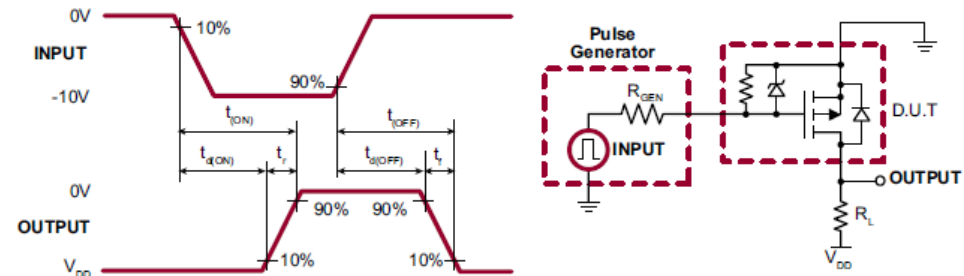 0V
INPUT
-10V
10%
90%
t(ON)
t(OFF)
td(ON)
tr
td(OFF)
tf
0V
OUTPUT
VDD
90%
90%
10%
10%
Pulse
Generator
RGEN
INPUT
D.U.T
OUTPUT
RL
VDD